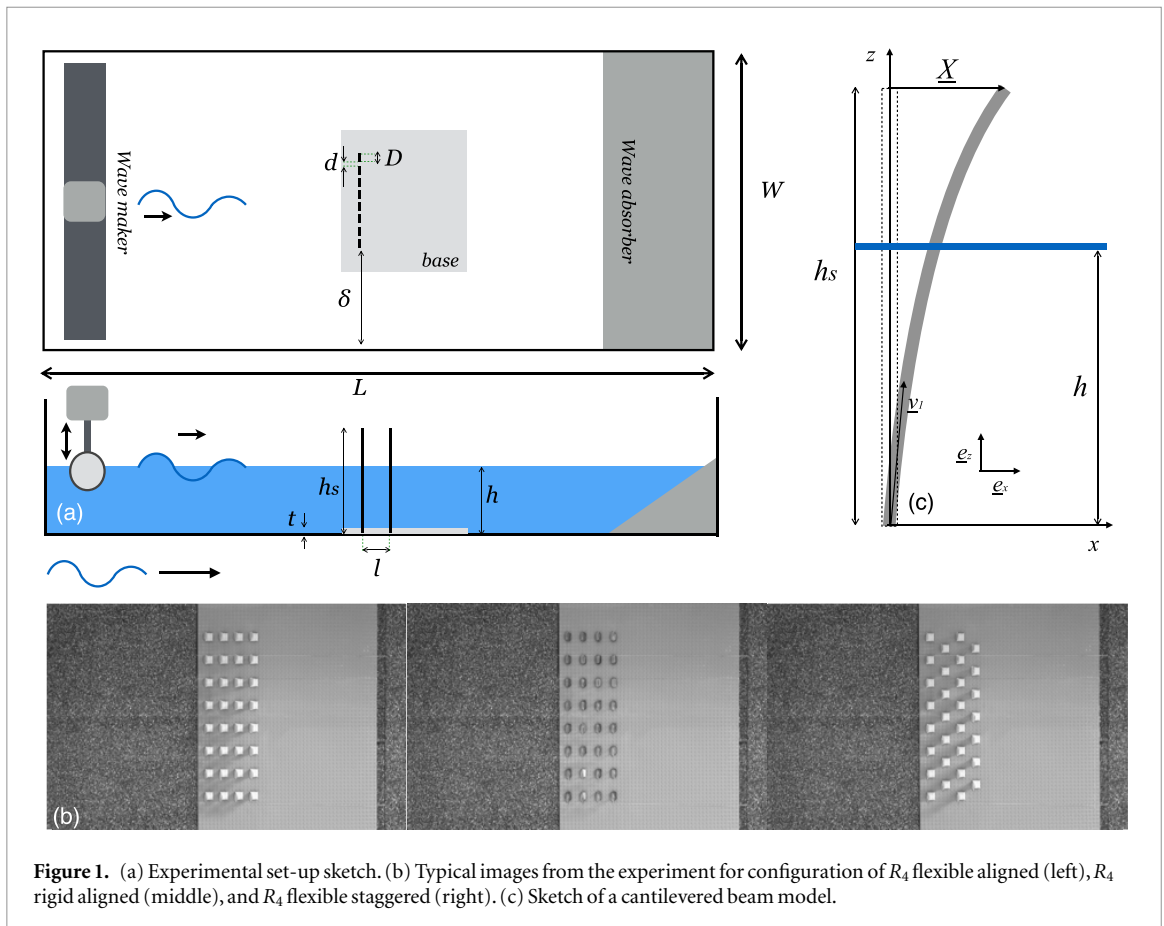 Wave maker
d
D
base
δ
Wave absorber
W
L
(a)
hs
h
t
l
z
X
hs
h
v1
ez
ex
(c)
x
(b)
Figure 1. (a) Experimental set-up sketch. (b) Typical images from the experiment for configuration of R4 flexible aligned (left), R4
rigid aligned (middle), and R4 flexible staggered (right). (c) Sketch of a cantilevered beam model.